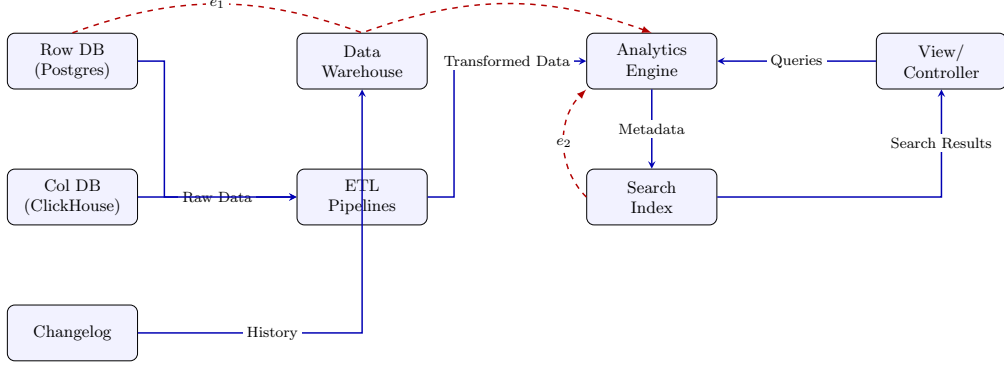 e1
Row DB
(Postgres)
Data
Warehouse
Transformed Data
Analytics
Engine
Queries
View/
Controller
Metadata
e2
Search Results
Col DB
(ClickHouse)
Raw Data
ETL
Pipelines
Search
Index
Changelog
History